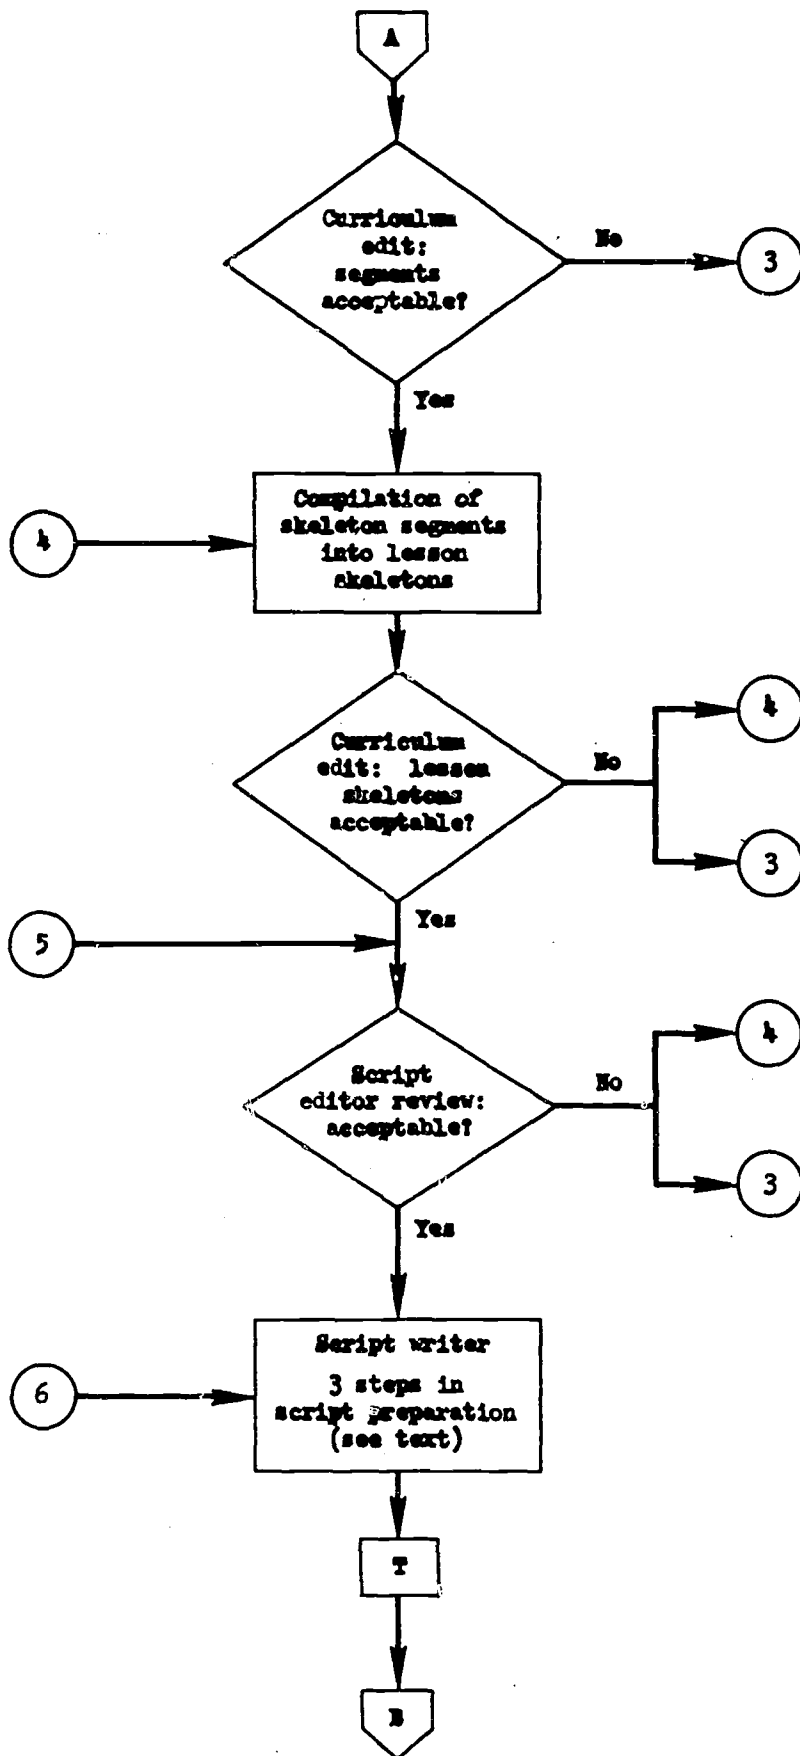 A
Curriculum
edit:
segments
acceptable?
No
3
Yes
Compilation of
skeleton segments
into lesson
skeletons
4
Curriculum
edit: lesson
skeletons
acceptable?
No
4
3
Yes
5
Script
editor review:
acceptable?
No
4
3
Yes
Script writer
3 steps in
script preparation
(see text)
6
T
B